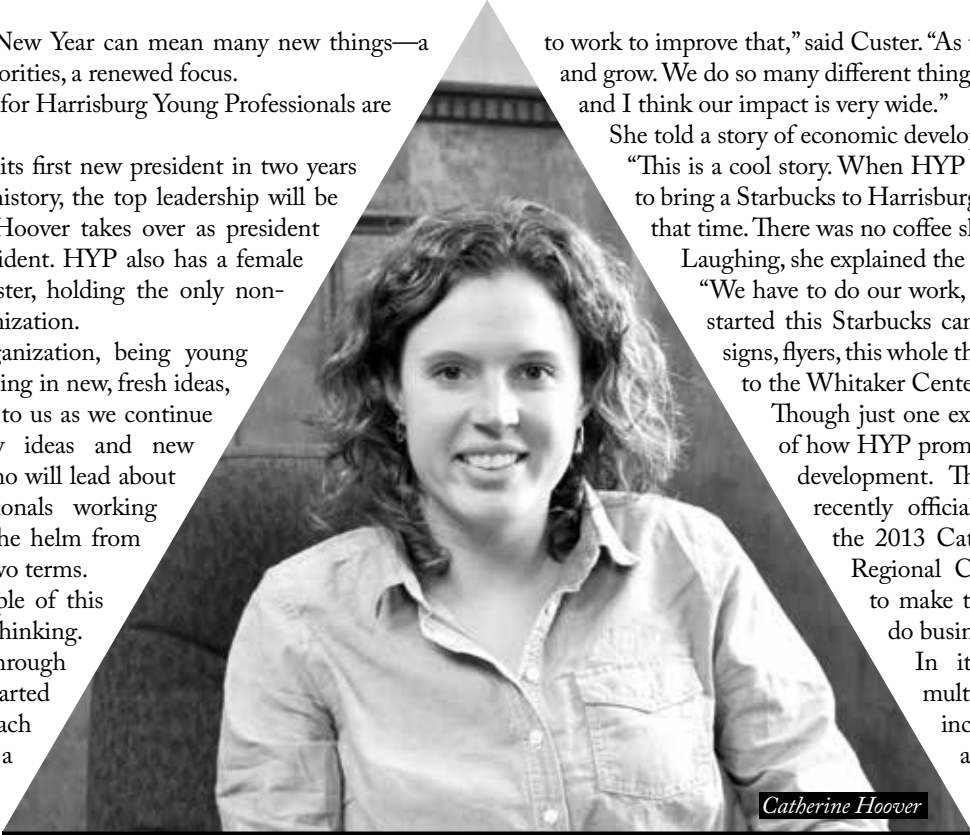 New Year can mean many new things—a
orities, a renewed focus.
for Harrisburg Young Professionals are
its first new president in two years
history, the top leadership will be
Hoover takes over as president
ident. HYP also has a female
ster, holding the only non-
nization.
ganization, being young
ing in new, fresh ideas,
to us as we continue
ideas and new
ho will lead about
ionals working
he helm from
wo terms.
ble of this
hinking.
hrough
arted
ach
a
to work to improve that,” said Custer. “As
and grow. We do so many different thing
and I think our impact is very wide.”
She told a story of economic develop
“This is a cool story. When HYP
to bring a Starbucks to Harrisburg
that time. There was no coffee sh
Laughing, she explained the
“We have to do our work,
started this Starbucks cam
signs, flyers, this whole th
to the Whitaker Cente
Though just one ex
of how HYP prom
development. Th
recently official
the 2013 Cat
Regional C
to make t
do busin
In it
mult
inc
a
Catherine Hoover